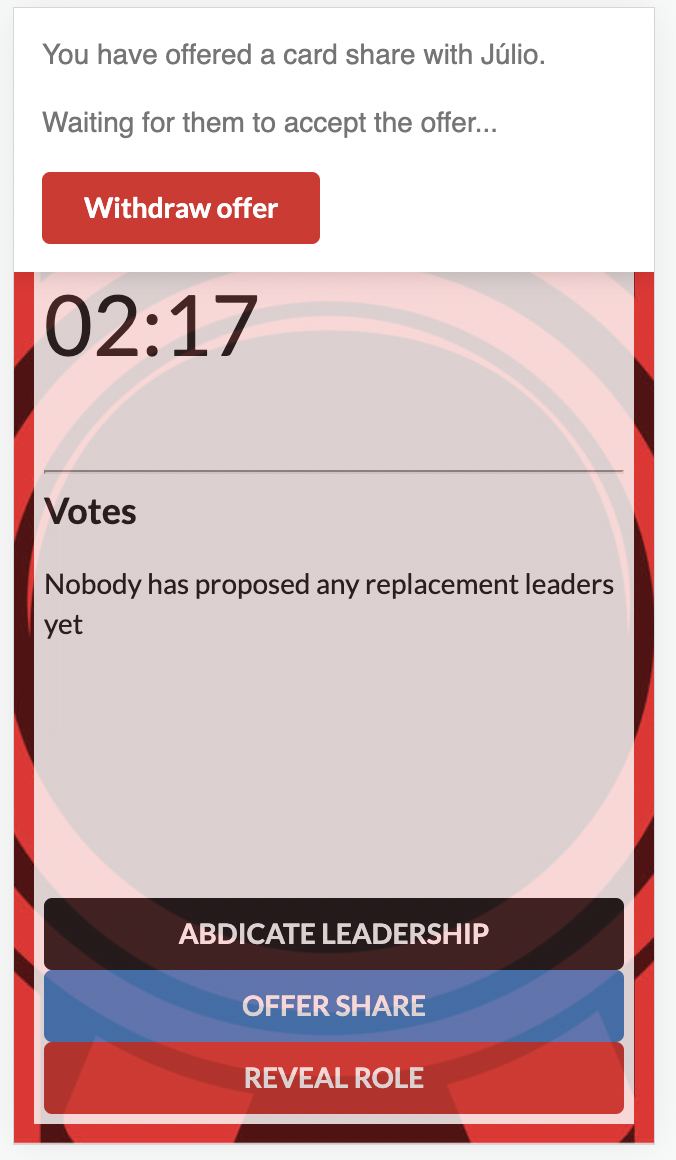 You have offered a card share with Júlio.
Waiting for them to accept the offer...
Withdraw offer
02:17
Votes
Nobody has proposed any replacement leaders
yet
ABDICATE LEADERSHIP
OFFER SHARE
REVEAL ROLE